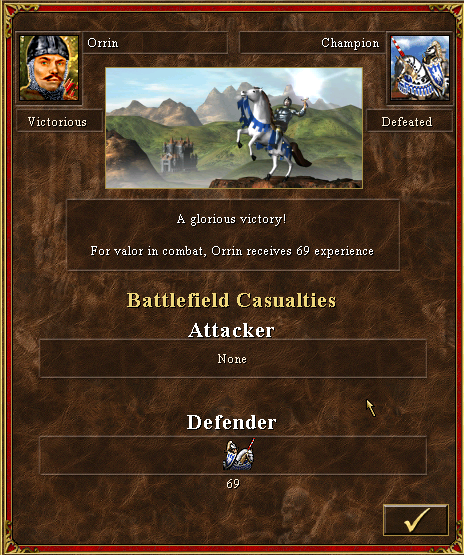 Orrin
Champion
Victorious
Defeated
A glorious victory!
For valor in combat, Orrin receives 69 experience
Battlefield Casualties
Attacker
None
Defender
69